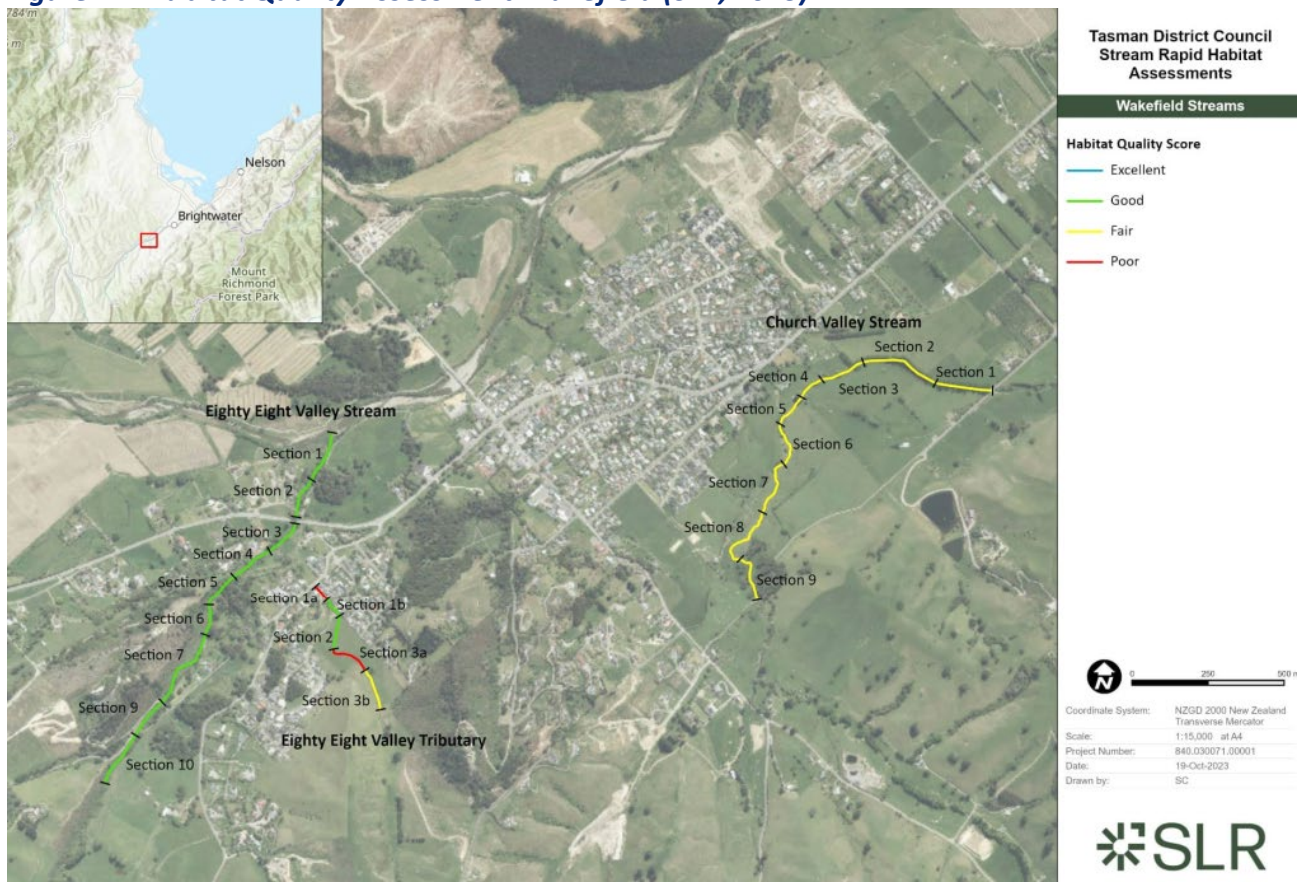 784 m
Nelson
Brightwater
Mount
Richmond
Forest Park
Tasman District Council
Stream Rapid Habitat
Assessments
Wakefield Streams
Habitat Quality Score
Excellent
Good
Fair
Poor
Church Valley Stream
Section 2
Section 1
Section 4
Section 3
Section 5
Section 6
Section 7
Section 8
Section 9
Eighty Eight Valley Stream
Section 1
Section 2
Section 3
Section 4
Section 5
Section 6
Section 7
Section 9
Section 10
Section 1a
Section 1b
Section 2
Section 3a
Section 3b
Eighty Eight Valley Tributary
N
0 250 500 m
Coordinate System: NZGD 2000 New Zealand
Transverse Mercator
Scale: 1:15,000 at A4
Project Number: 840.030071.00001
Date: 19-Oct-2023
Drawn by: SC
SLR